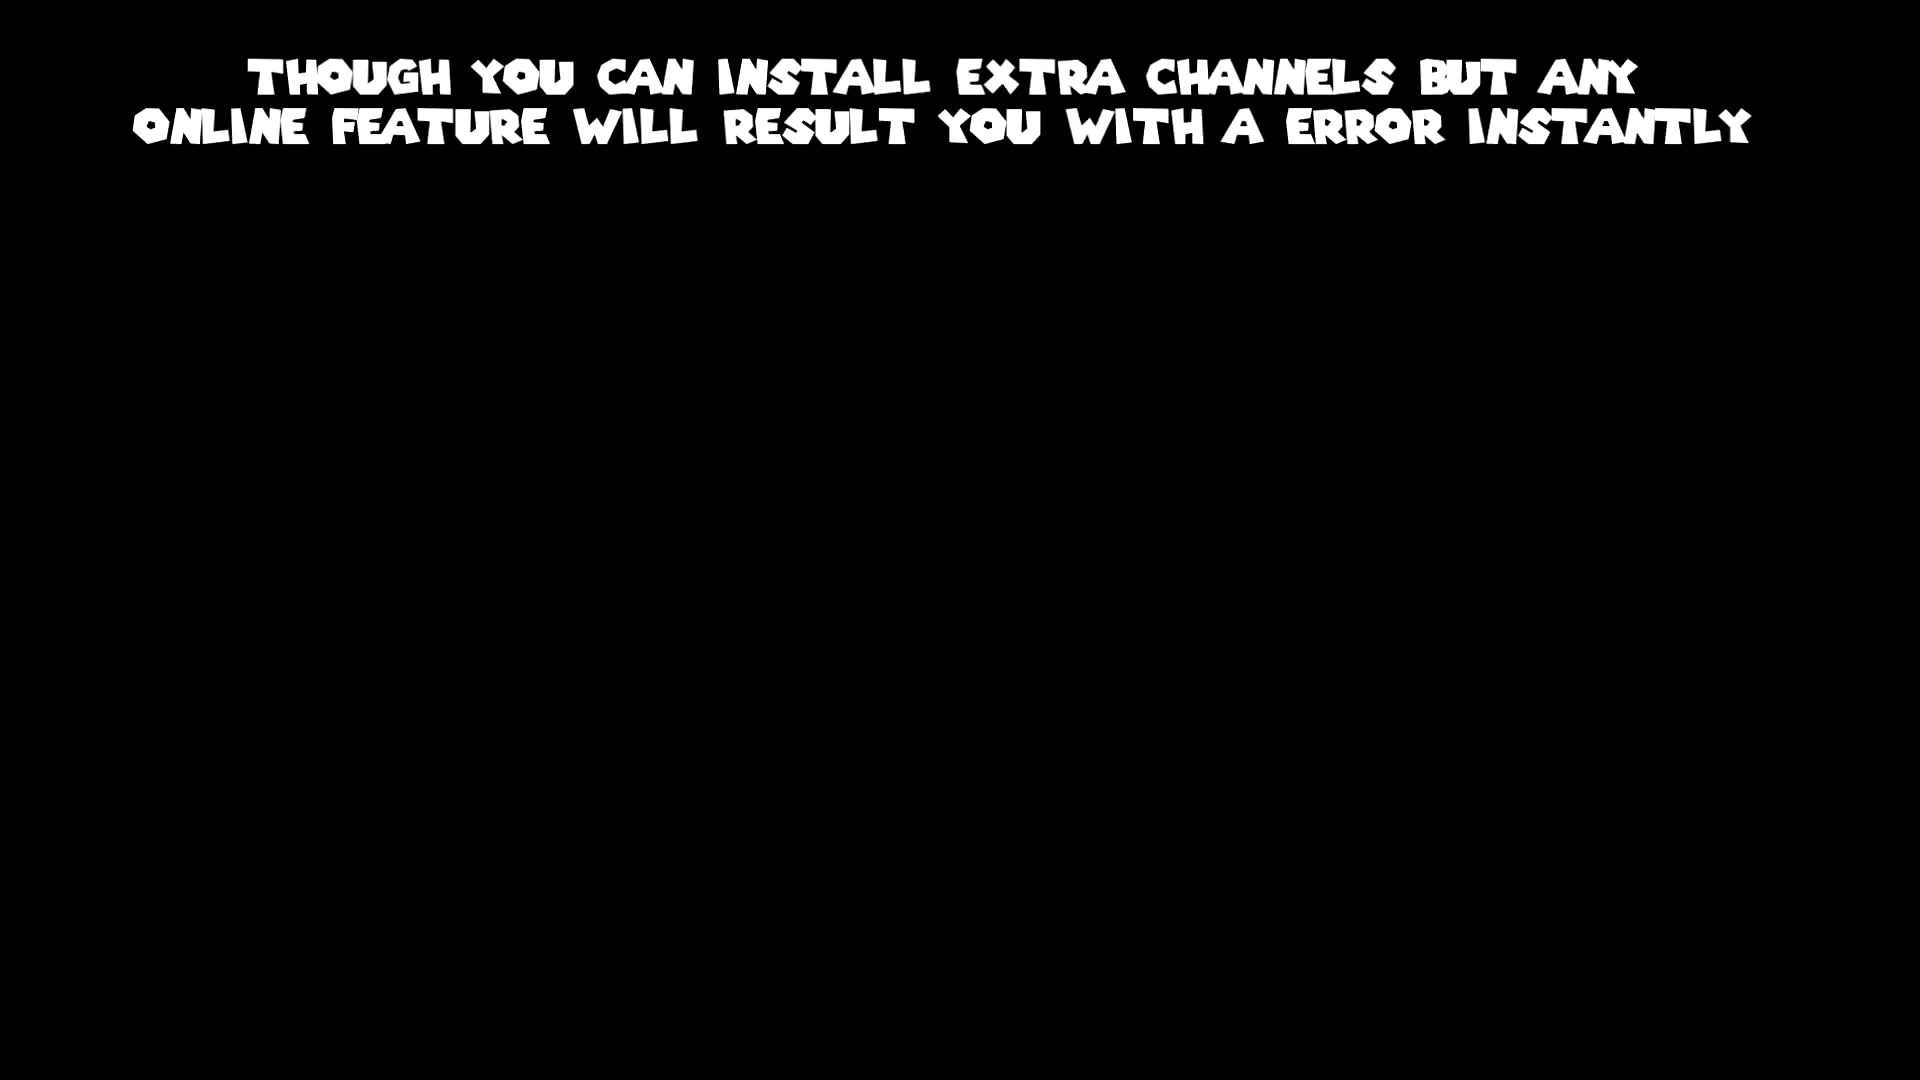 THOUGH YOU CAN INSTALL EXTRA CHANNELS BUT ANY
ONLINE FEATURE WILL RESULT YOU WITH A ERROR INSTANTLY